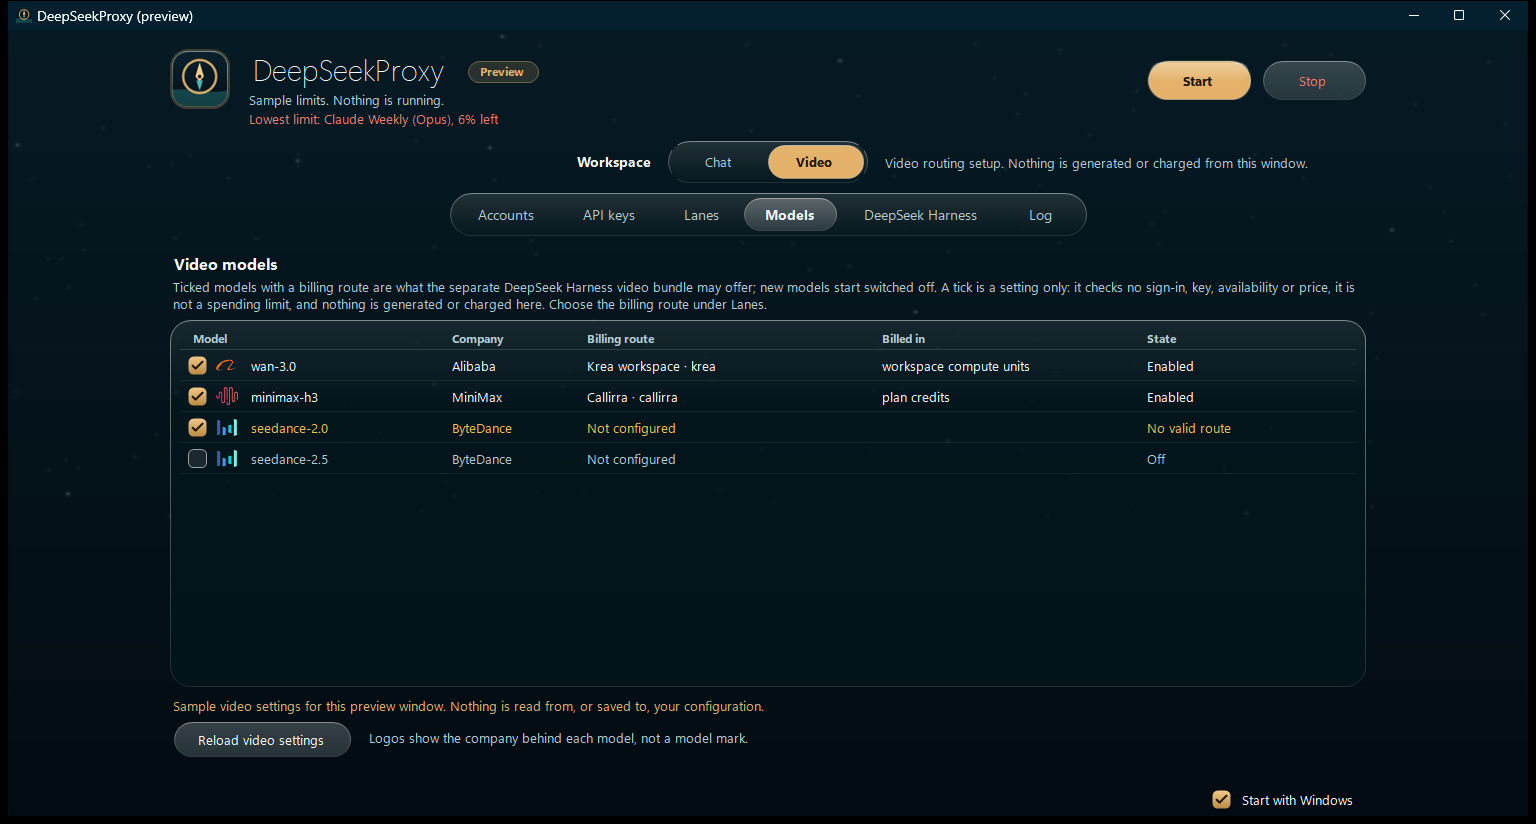 DeepSeekProxy (preview)
DeepSeekProxy
Preview
Sample limits. Nothing is running.
Lowest limit: Claude Weekly (Opus), 6% left
Start
Stop
Workspace
Chat
Video
Video routing setup. Nothing is generated or charged from this window.
Accounts
API keys
Lanes
Models
DeepSeek Harness
Log
Video models
Ticked models with a billing route are what the separate DeepSeek Harness video bundle may offer; new models start switched off. A tick is a setting only: it checks no sign-in, key, availability or price, it is
not a spending limit, and nothing is generated or charged here. Choose the billing route under Lanes.
Model Company Billing route Billed in State
wan-3.0 Alibaba Krea workspace · krea workspace compute units Enabled
minimax-h3 MiniMax Callirra · callirra plan credits Enabled
seedance-2.0 ByteDance Not configured No valid route
seedance-2.5 ByteDance Not configured Off
Sample video settings for this preview window. Nothing is read from, or saved to, your configuration.
Reload video settings
Logos show the company behind each model, not a model mark.
Start with Windows